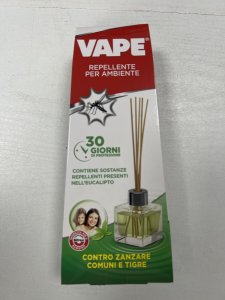 VAPE®
REPELLENTE
PER AMBIENTE
30
GIORNI
DI PROTEZIONE
CONTIENE SOSTANZE
REPELLENTI PRESENTI
NELL'EUCALIPTO
CONTRO ZANZARE
COMUNI E TIGRE